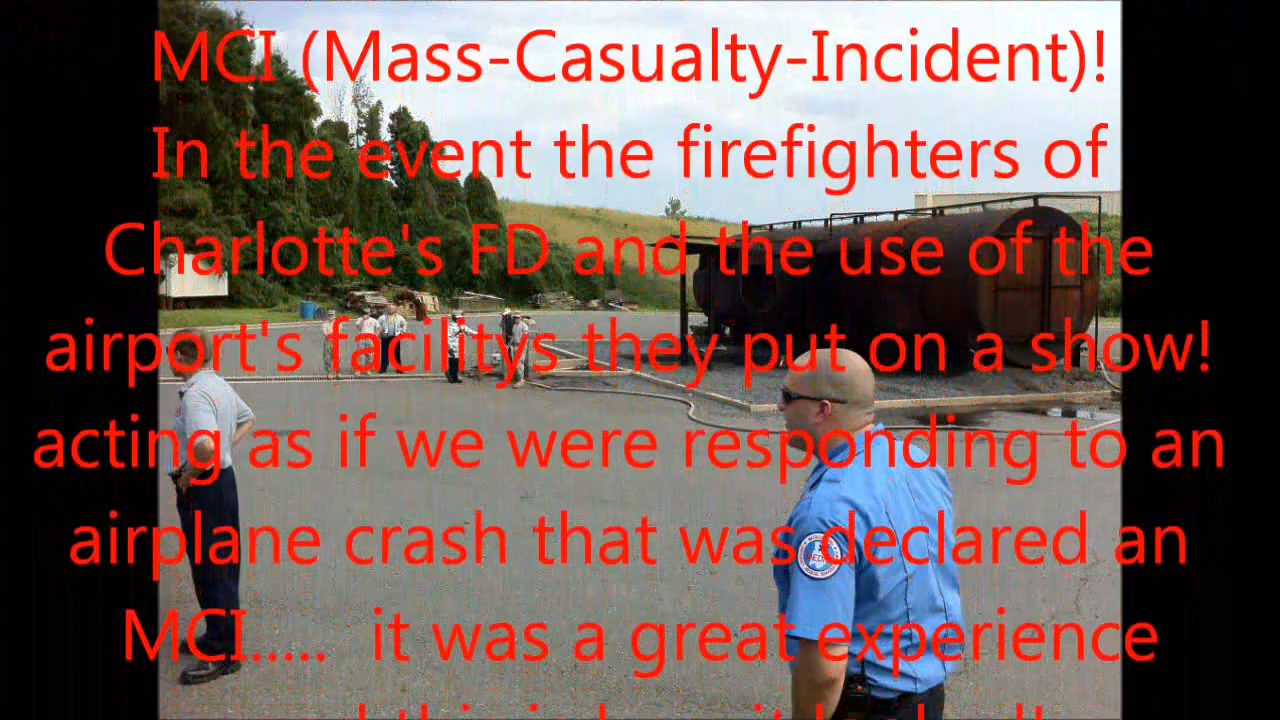 MCI (Mass-Casualty-Incident)!
In the event the firefighters of
Charlotte's FD and the use of the
airport's facilitys they put on a show!
acting as if we were responding to an
airplane crash that was declared an
MCI..... it was a great experience